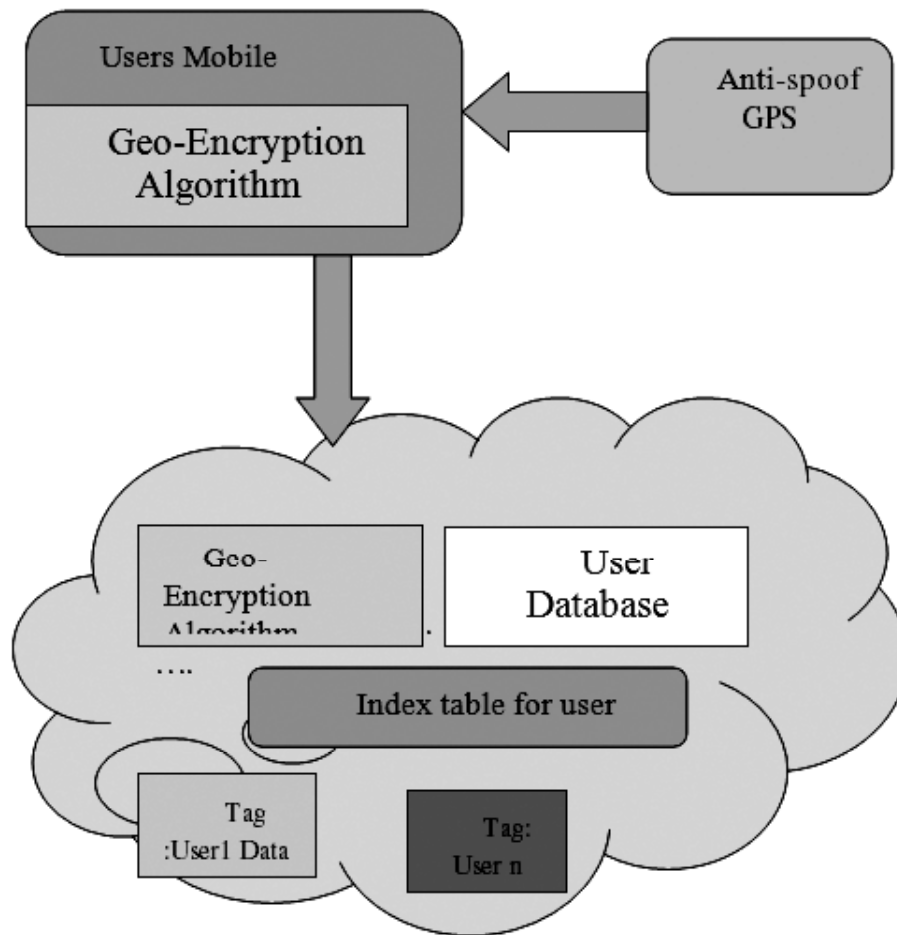 Users Mobile
Anti-spoof
GPS
Geo-Encryption
Algorithm
Geo-
Encryption
Algorithm
.
....
User
Database
Index table for user
Tag
:User1 Data
Tag:
User n